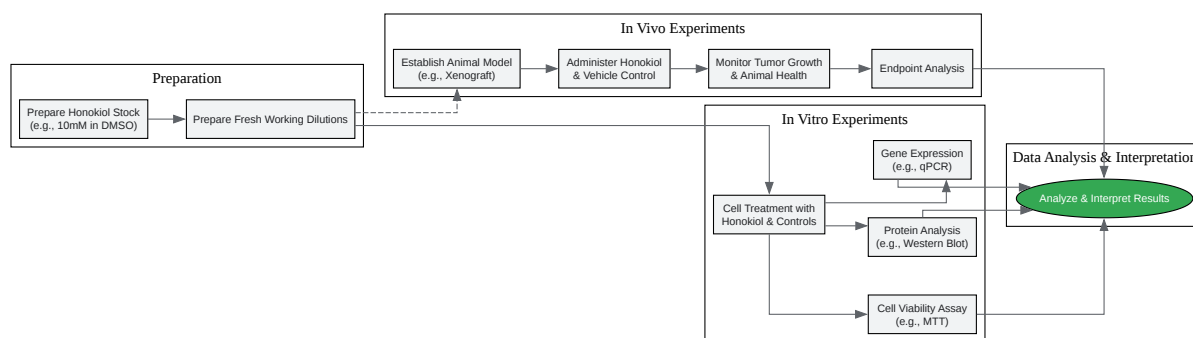 Preparation
Prepare Honokiol Stock
(e.g., 10mM in DMSO)
Prepare Fresh Working Dilutions
In Vivo Experiments
Establish Animal Model
(e.g., Xenograft)
Administer Honokiol
& Vehicle Control
Monitor Tumor Growth
& Animal Health
Endpoint Analysis
In Vitro Experiments
Cell Treatment with
Honokiol & Controls
Gene Expression
(e.g., qPCR)
Protein Analysis
(e.g., Western Blot)
Cell Viability Assay
(e.g., MTT)
Data Analysis & Interpretation
Analyze & Interpret Results